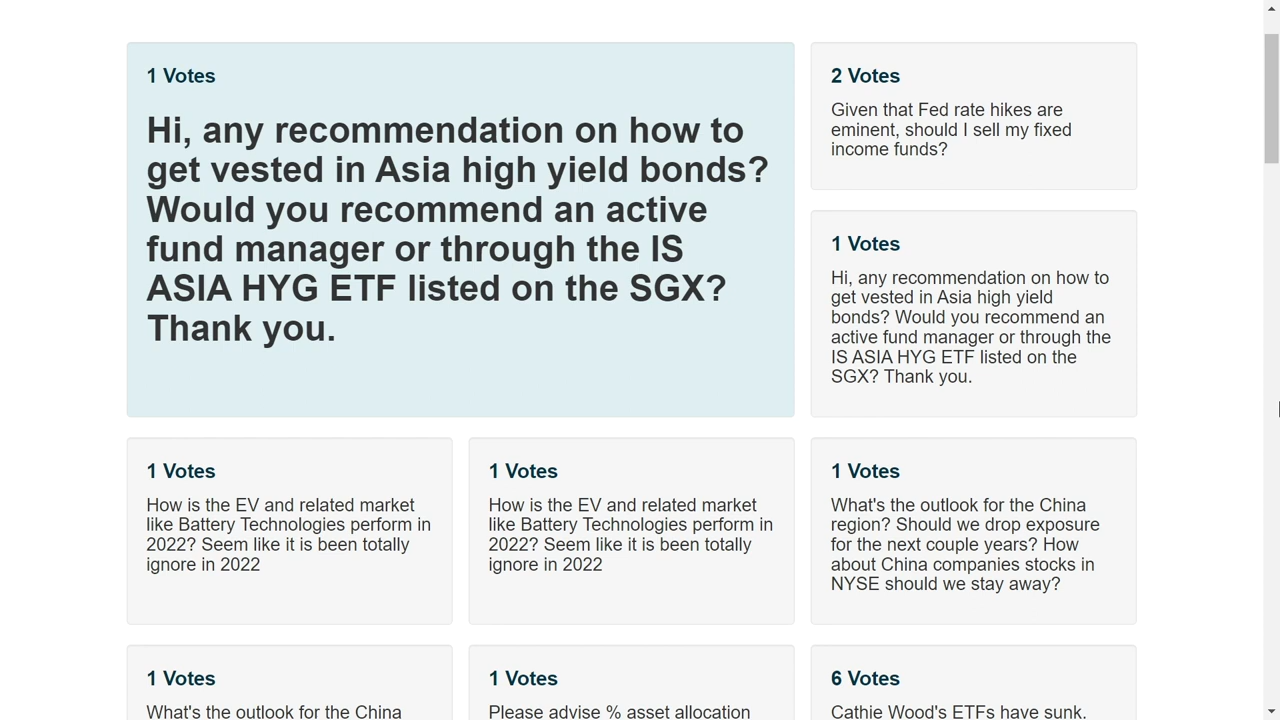 1 Votes
Hi, any recommendation on how to
get vested in Asia high yield bonds?
Would you recommend an active
fund manager or through the IS
ASIA HYG ETF listed on the SGX?
Thank you.
2 Votes
Given that Fed rate hikes are
eminent, should I sell my fixed
income funds?
1 Votes
Hi, any recommendation on how to
get vested in Asia high yield
bonds? Would you recommend an
active fund manager or through the
IS ASIA HYG ETF listed on the
SGX? Thank you.
1 Votes
How is the EV and related market
like Battery Technologies perform in
2022? Seem like it is been totally
ignore in 2022
1 Votes
How is the EV and related market
like Battery Technologies perform in
2022? Seem like it is been totally
ignore in 2022
1 Votes
What's the outlook for the China
region? Should we drop exposure
for the next couple years? How
about China companies stocks in
NYSE should we stay away?
1 Votes
What's the outlook for the China
1 Votes
Please advise % asset allocation
6 Votes
Cathie Wood's ETFs have sunk.